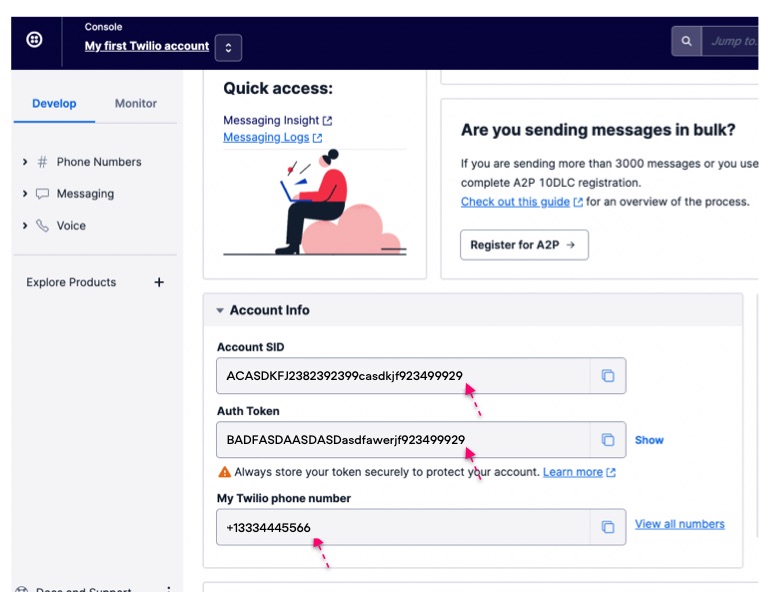 Console
My first Twilio account
Jump to.
Develop
Monitor
Phone Numbers
Messaging
Voice
Explore Products
Quick access:
Messaging Insight
Messaging Logs
Are you sending messages in bulk?
If you are sending more than 3000 messages or you use
complete A2P 10DLC registration.
Check out this guide for an overview of the process.
Register for A2P →
Account Info
Account SID
ACASDKFJ2382392399casdkjf923499929
Auth Token
BADFASDAASDASDasdfawerjf923499929
Show
Always store your token securely to protect your account. Learn more
My Twilio phone number
+13334445566
View all numbers
Docs and Support